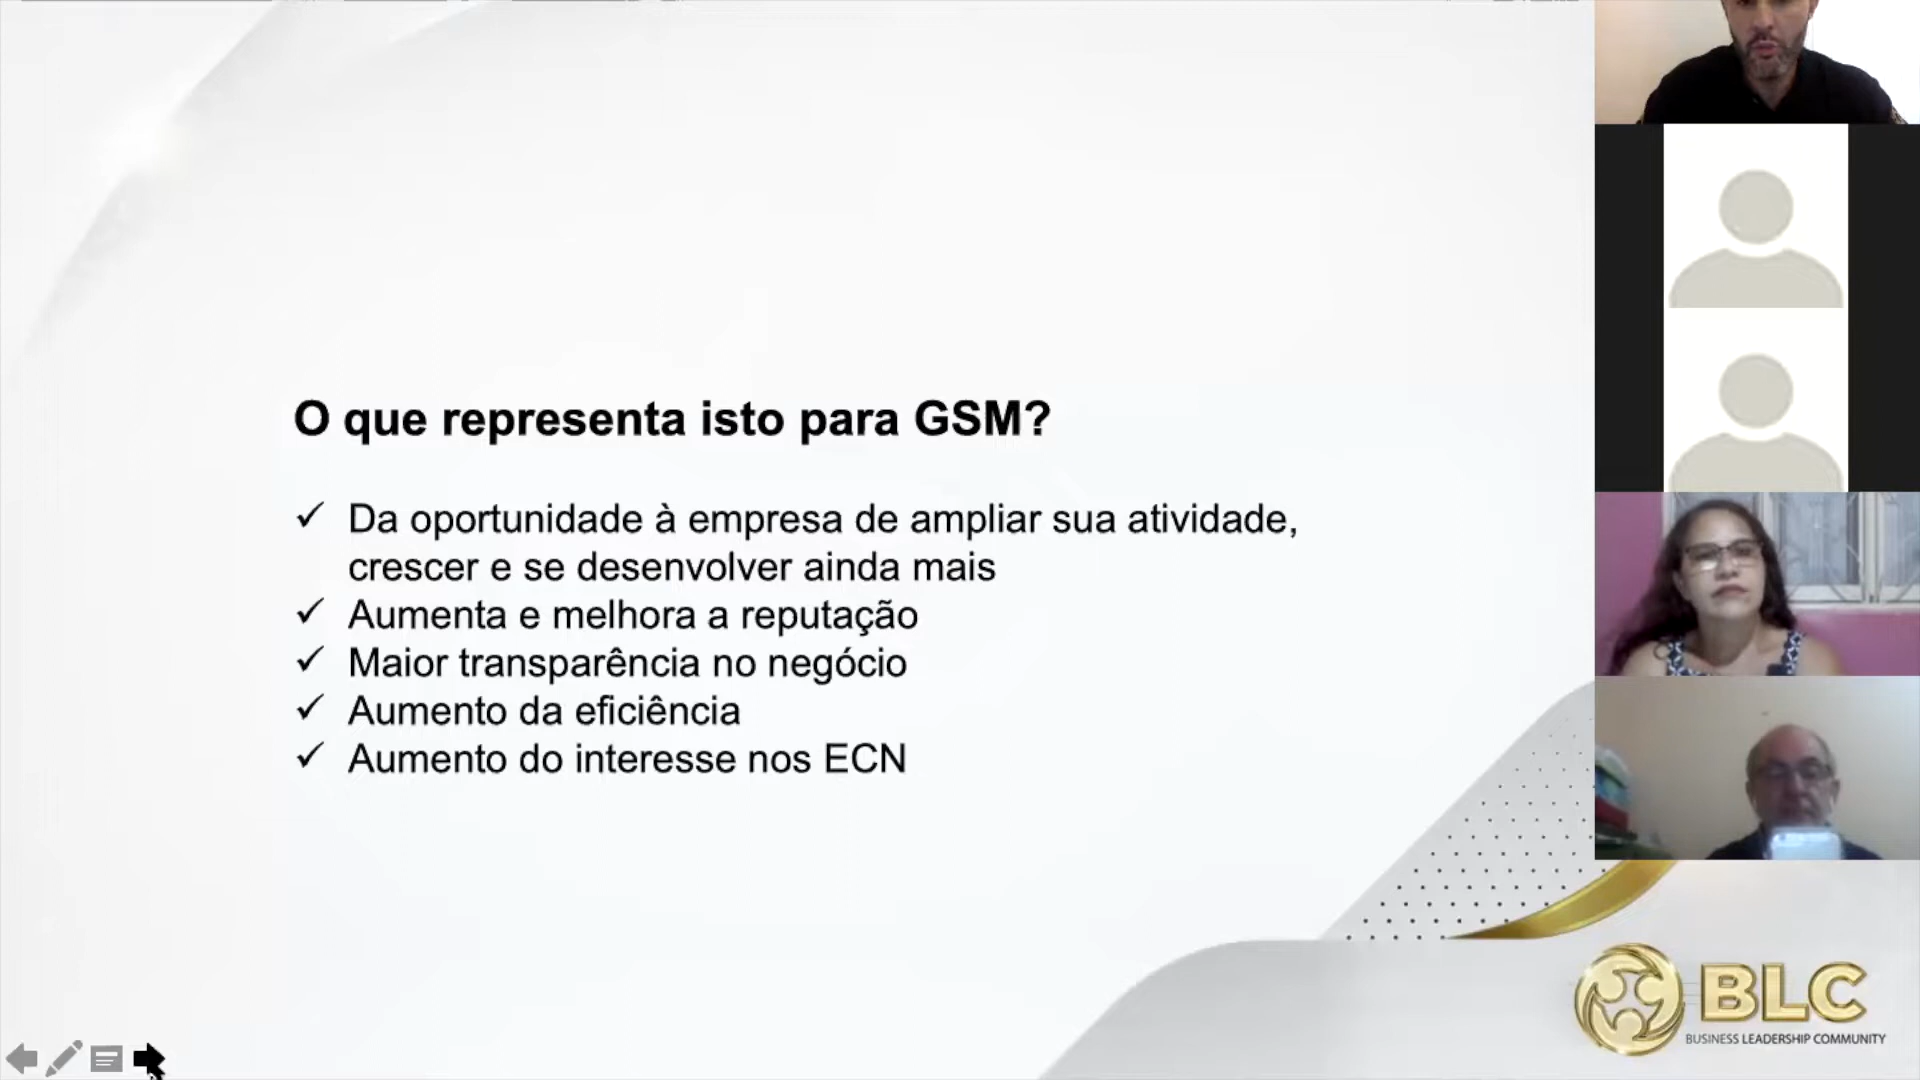 O que representa isto para GSM?
✓ Da oportunidade à empresa de ampliar sua atividade,
crescer e se desenvolver ainda mais
✓ Aumenta e melhora a reputação
✓ Maior transparência no negócio
✓ Aumento da eficiência
✓ Aumento do interesse nos ECN
BLC
BUSINESS LEADERSHIP COMMUNITY